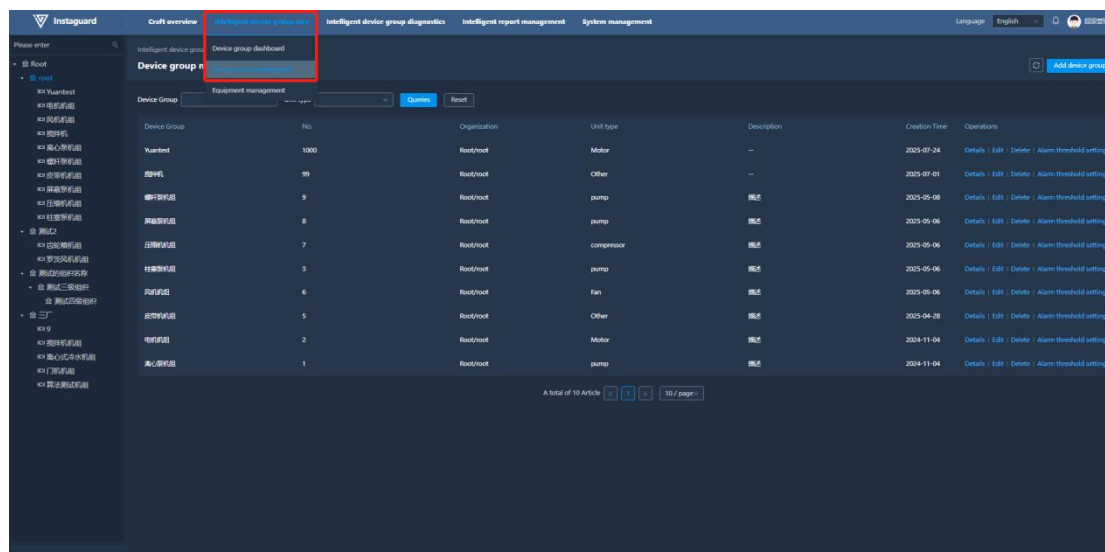 Instaguard
Craft overview
Intelligent device group care
Intelligent device group diagnostics
Intelligent report management
System management
Language
English
Please enter
Root
root
Yuantest
电机机组
风机机组
搅拌机
离心泵机组
螺杆泵机组
皮带机机组
屏蔽泵机组
压缩机机组
柱塞泵机组
测试2
齿轮箱机组
罗茨风机机组
测试的组织名称
测试三级组织
测试四级组织
三厂
9
搅拌机机组
离心式冷水机组
门机机组
算法测试机组
Intelligent device grou
Device group dashboard
Equipment management
Device group m
Add device group
Device Group
Queries
Reset
Device Group No. Organization Unit type Description Creation Time Operations
Yuantest 1000 Root/root Motor -- 2025-07-24 Details | Edit | Delete | Alarm threshold setting
搅拌机 99 Root/root Other -- 2025-07-01 Details | Edit | Delete | Alarm threshold setting
螺杆泵机组 9 Root/root pump 描述 2025-05-08 Details | Edit | Delete | Alarm threshold setting
屏蔽泵机组 8 Root/root pump 描述 2025-05-06 Details | Edit | Delete | Alarm threshold setting
压缩机机组 7 Root/root compressor 描述 2025-05-06 Details | Edit | Delete | Alarm threshold setting
柱塞泵机组 3 Root/root pump 描述 2025-05-06 Details | Edit | Delete | Alarm threshold setting
风机机组 6 Root/root Fan 描述 2025-05-06 Details | Edit | Delete | Alarm threshold setting
皮带机机组 5 Root/root Other 描述 2025-04-28 Details | Edit | Delete | Alarm threshold setting
电机机组 2 Root/root Motor 描述 2024-11-04 Details | Edit | Delete | Alarm threshold setting
离心泵机组 1 Root/root pump 描述 2024-11-04 Details | Edit | Delete | Alarm threshold setting
A total of 10 Article < 1 > 10 / page